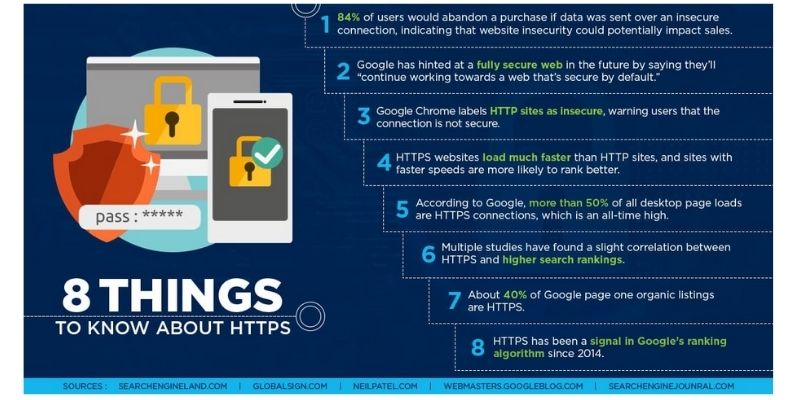 pass : *****
8 THINGS
TO KNOW ABOUT HTTPS
1 84% of users would abandon a purchase if data was sent over an insecure
connection, indicating that website insecurity could potentially impact sales.
2 Google has hinted at a fully secure web in the future by saying they'll
"continue working towards a web that's secure by default."
3 Google Chrome labels HTTP sites as insecure, warning users that the
connection is not secure.
4 HTTPS websites load much faster than HTTP sites, and sites with
faster speeds are more likely to rank better.
5 According to Google, more than 50% of all desktop page loads
are HTTPS connections, which is an all-time high.
6 Multiple studies have found a slight correlation between
HTTPS and higher search rankings.
7 About 40% of Google page one organic listings
are HTTPS.
8 HTTPS has been a signal in Google's ranking
algorithm since 2014.
SOURCES : SEARCHENGINELAND.COM | GLOBALSIGN.COM | NEILPATEL.COM | WEBMASTERS.GOOGLEBLOG.COM | SEARCHENGINEJOUNRAL.COM